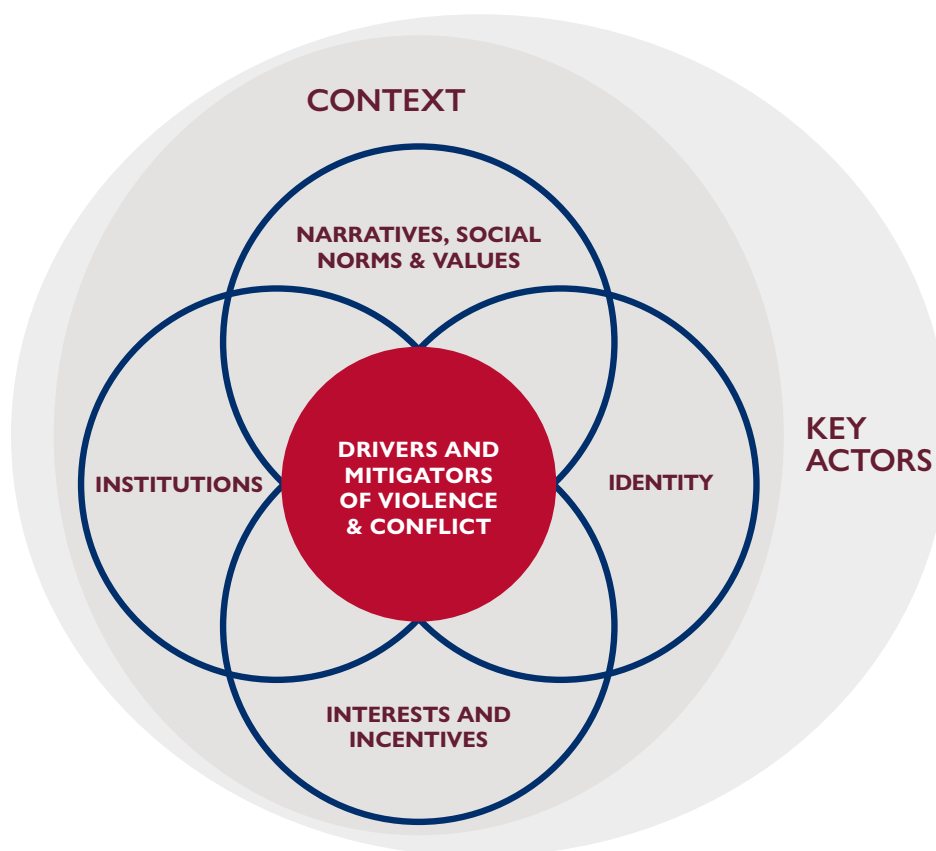 CONTEXT
NARRATIVES, SOCIAL
NORMS & VALUES
INSTITUTIONS
DRIVERS AND
MITIGATORS
OF VIOLENCE
& CONFLICT
IDENTITY
KEY
ACTORS
INTERESTS AND
INCENTIVES